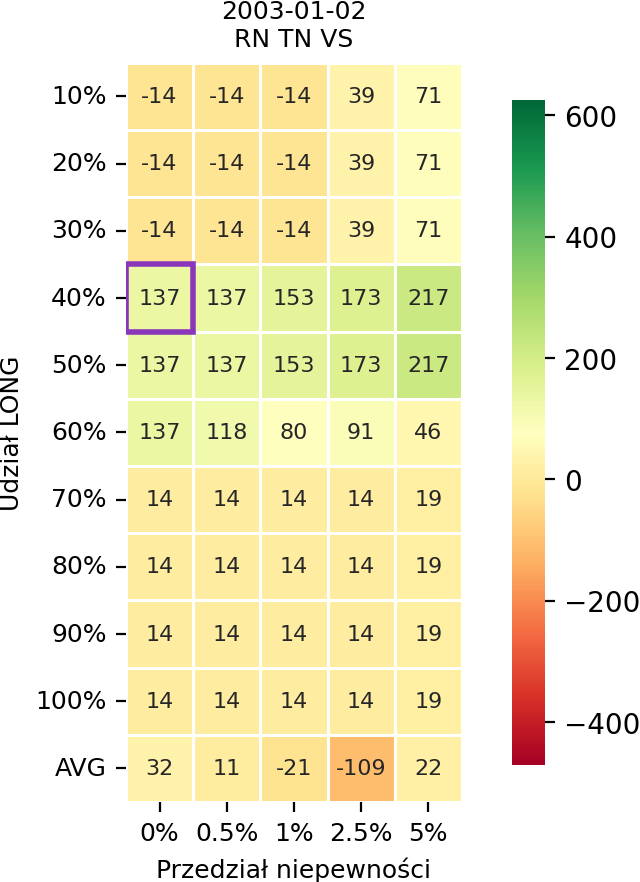 2003-01-02
RN TN VS
10% -14 -14 -14 39 71
20% -14 -14 -14 39 71
30% -14 -14 -14 39 71
40% 137 137 153 173 217
50% 137 137 153 173 217
60% 137 118 80 91 46
70% 14 14 14 14 19
80% 14 14 14 14 19
90% 14 14 14 14 19
100% 14 14 14 14 19
AVG 32 11 -21 -109 22
0% 0.5% 1% 2.5% 5%
Przedział niepewności
Udział LONG
600
400
200
0
−200
−400